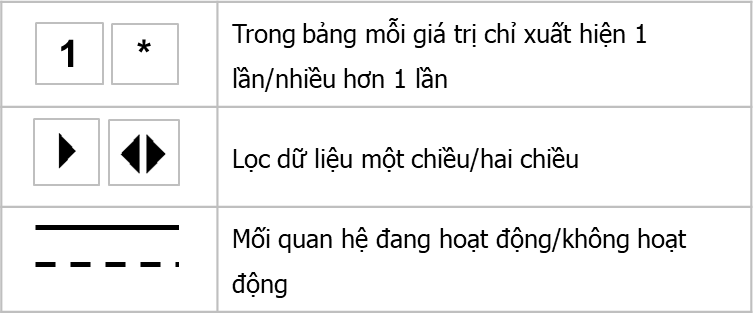 1 *
Trong bảng mỗi giá trị chỉ xuất hiện 1
lần/nhiều hơn 1 lần
Lọc dữ liệu một chiều/hai chiều
Mối quan hệ đang hoạt động/không hoạt
động